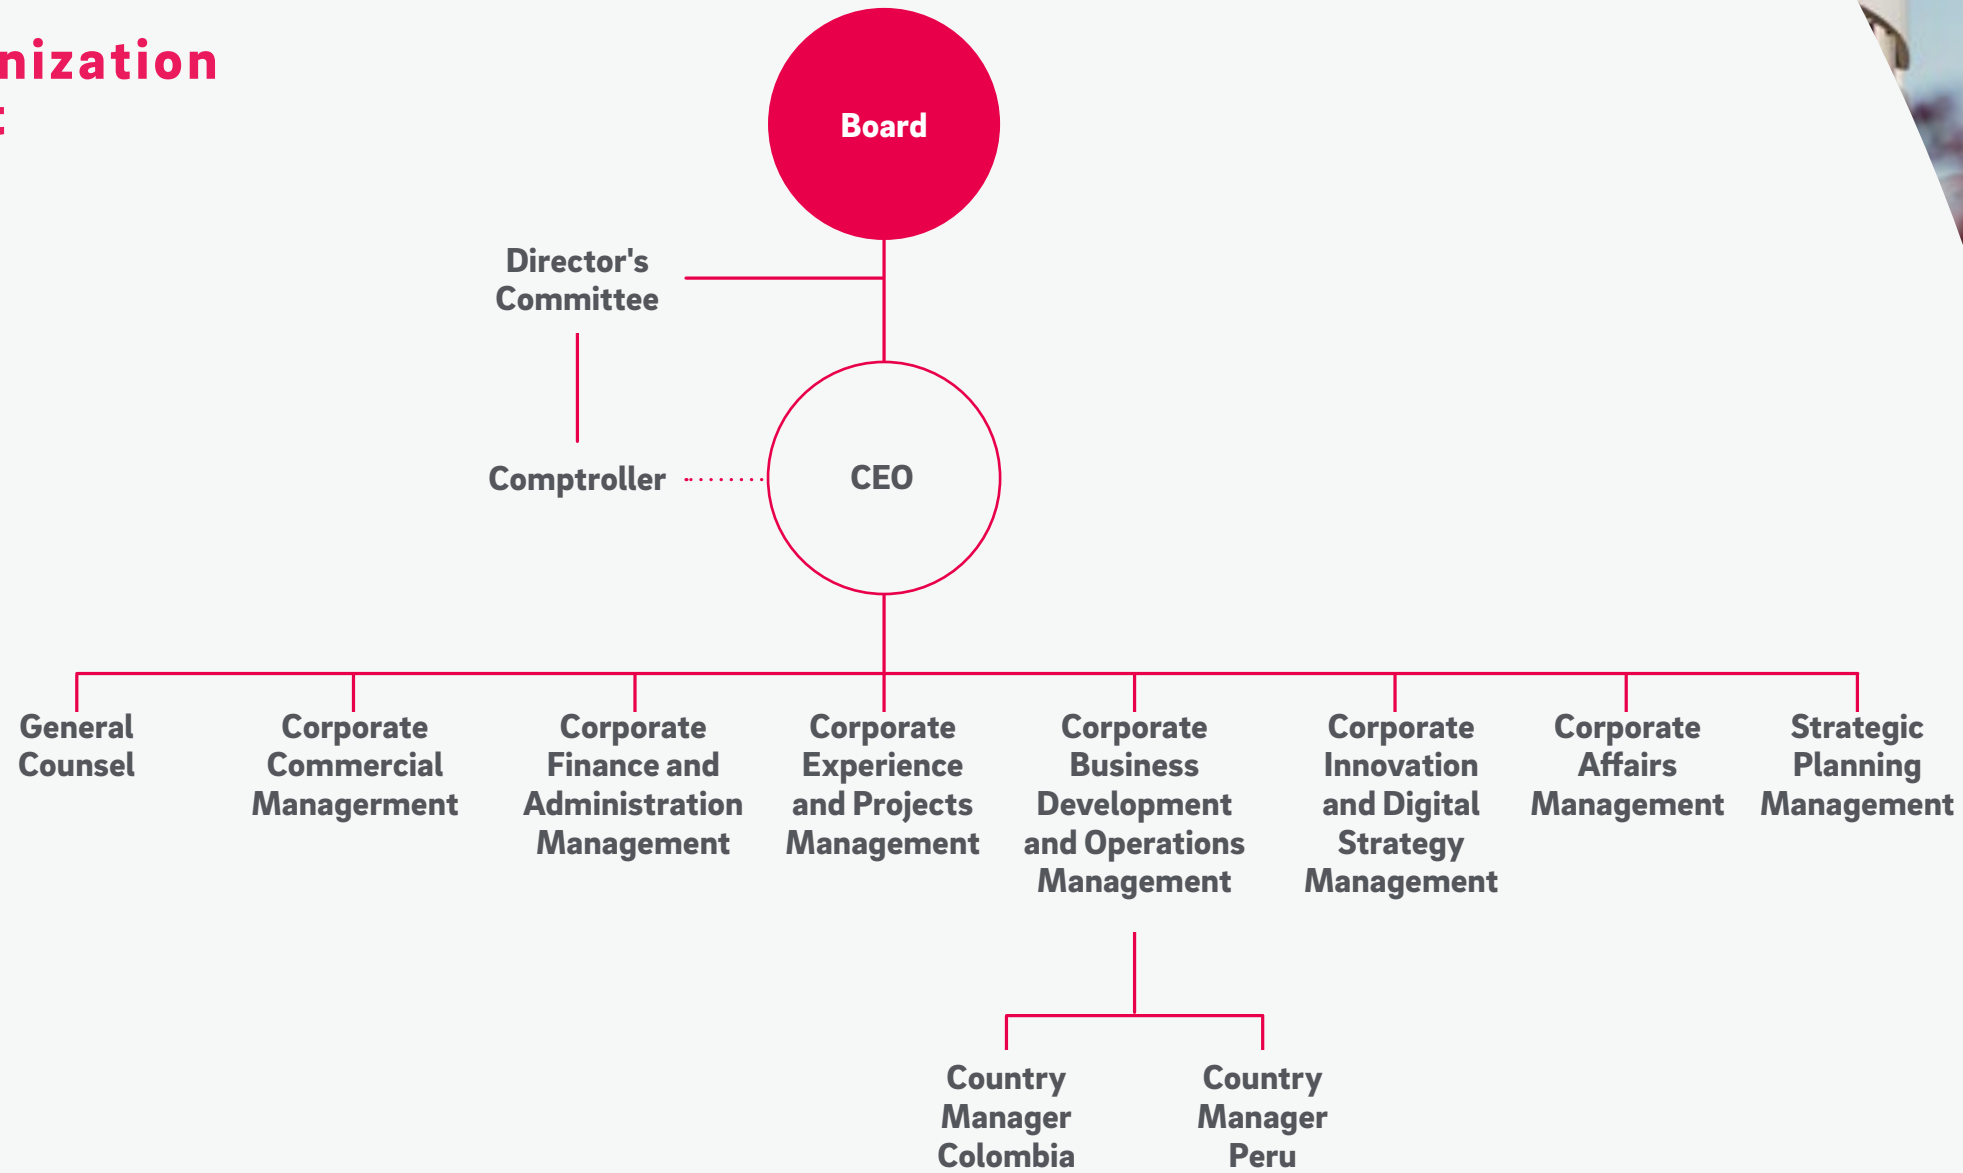 nization
Board
Director's
Committee
Comptroller
CEO
General
Counsel
Corporate
Commercial
Managerment
Corporate
Finance and
Administration
Management
Corporate
Experience
and Projects
Management
Corporate
Business
Development
and Operations
Management
Corporate
Innovation
and Digital
Strategy
Management
Corporate
Affairs
Management
Strategic
Planning
Management
Country
Manager
Colombia
Country
Manager
Peru